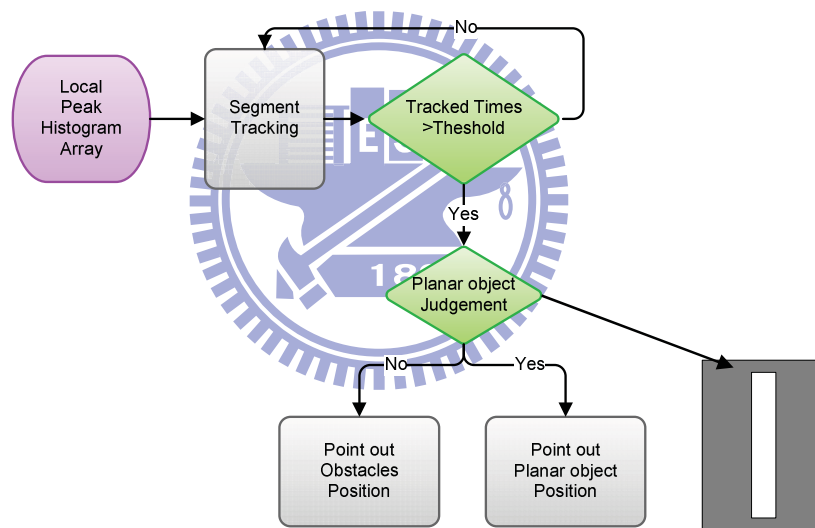 No
Local
Peak
Histogram
Array
Segment
Tracking
Tracked Times
>Theshold
Yes
Planar object
Judgement
No
Yes
Point out
Obstacles
Position
Point out
Planar object
Position